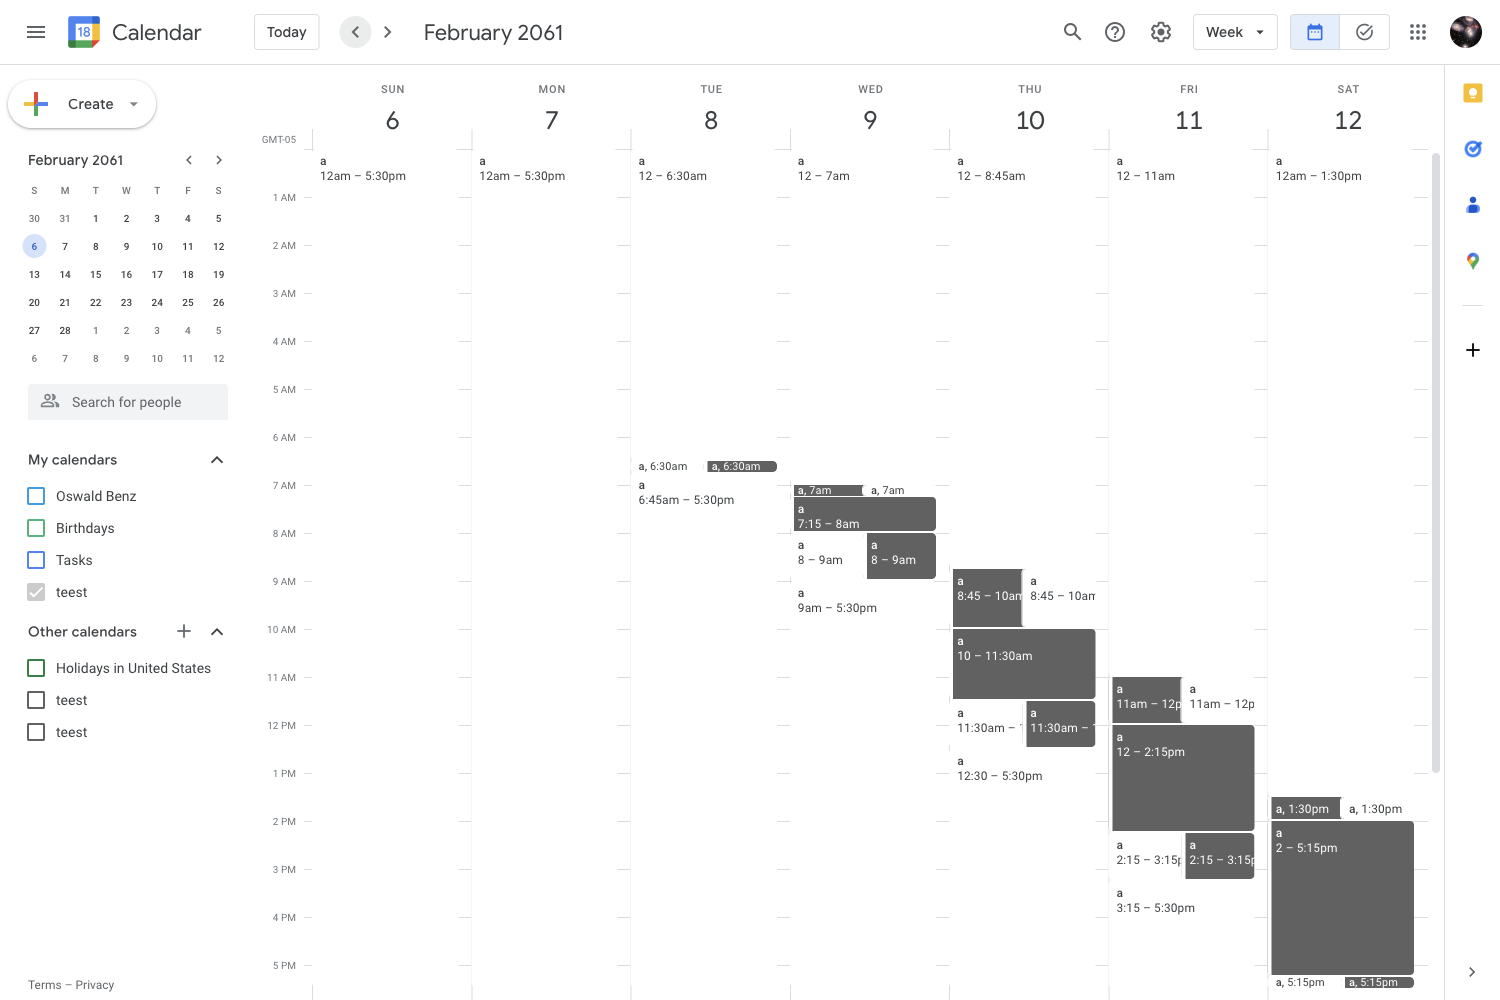 18 Calendar Today February 2061 Week
Create
February 2061
S M T W T F S
30 31 1 2 3 4 5
6 7 8 9 10 11 12
13 14 15 16 17 18 19
20 21 22 23 24 25 26
27 28 1 2 3 4 5
6 7 8 9 10 11 12
Search for people
My calendars
Oswald Benz
Birthdays
Tasks
teest
Other calendars
Holidays in United States
teest
teest
Terms – Privacy
SUN MON TUE WED THU FRI SAT
6 7 8 9 10 11 12
GMT-05
1 AM
2 AM
3 AM
4 AM
5 AM
6 AM
7 AM
8 AM
9 AM
10 AM
11 AM
12 PM
1 PM
2 PM
3 PM
4 PM
5 PM
a
12am – 5:30pm
a
12am – 5:30pm
a
12 – 6:30am
a, 6:30am
a, 6:30am
a
6:45am – 5:30pm
a
12 – 7am
a, 7am
a, 7am
a
7:15 – 8am
a
8 – 9am
a
8 – 9am
a
9am – 5:30pm
a
12 – 8:45am
a
8:45 – 10am
a
8:45 – 10am
a
10 – 11:30am
a
11:30am –
a
11:30am –
a
12:30 – 5:30pm
a
12 – 11am
a
11am – 12p
a
11am – 12p
a
12 – 2:15pm
a
2:15 – 3:15p
a
2:15 – 3:15p
a
3:15 – 5:30pm
a
12am – 1:30pm
a, 1:30pm
a, 1:30pm
a
2 – 5:15pm
a, 5:15pm
a, 5:15pm